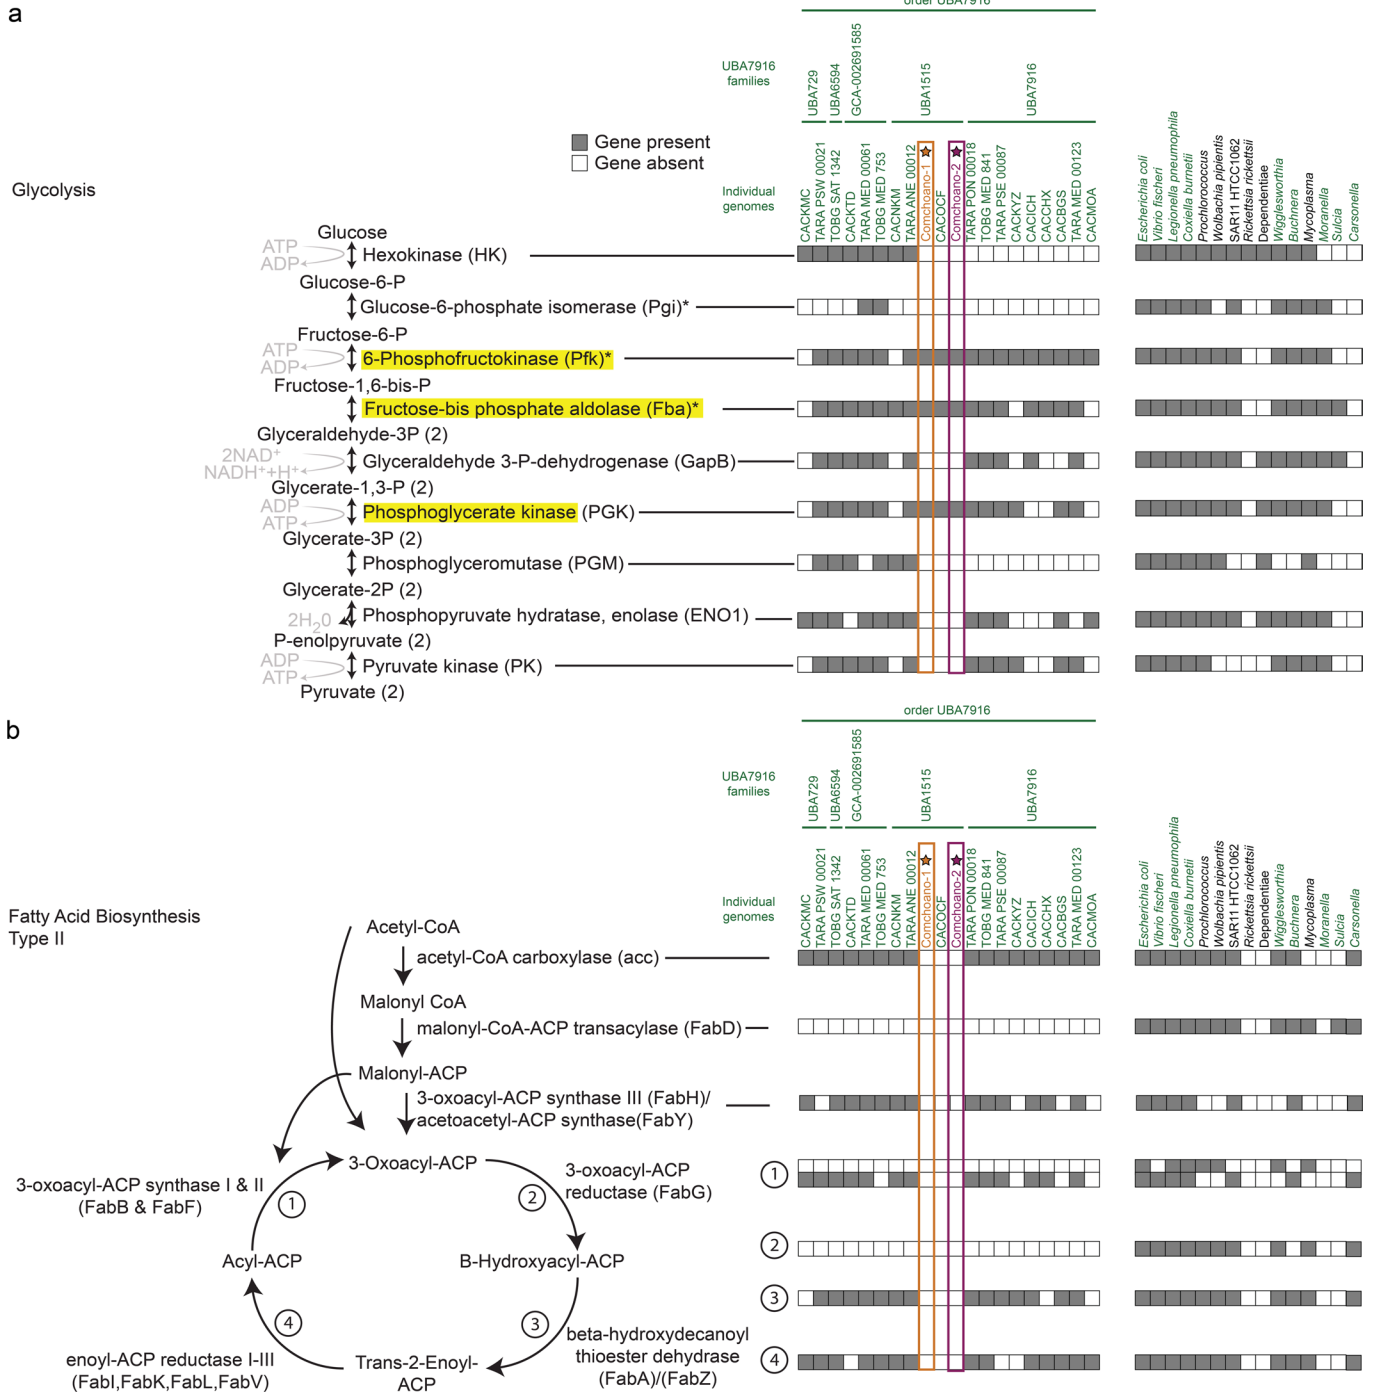 a
order UBA7916
UBA7916
families
UBA729
UBA6594
GCA-002691585
UBA1515
UBA7916
Gene present
Gene absent
Glycolysis
Individual
genomes
CACKMC
TARA PSW 00021
TOBG SAT 1342
CACKTD
TARA MED 00061
TOBG MED 753
CACNKM
TARA ANE 00012
Comchoano-1
CACOCF
Comchoano-2
TARA PON 00018
TOBG MED 841
TARA PSE 00087
CACKYZ
CACICH
CACCHX
CACBGS
TARA MED 00123
CACMOA
Escherichia coli
Vibrio fischeri
Legionella pneumophila
Coxiella burnetii
Prochlorococcus
Wolbachia pipientis
SAR11 HTCC1062
Rickettsia rickettsii
Dependentiae
Wigglesworthia
Buchnera
Mycoplasma
Moranella
Sulcia
Carsonella
Glucose
ATP
ADP
Hexokinase (HK)
Glucose-6-P
Glucose-6-phosphate isomerase (Pgi)*
Fructose-6-P
ATP
ADP
6-Phosphofructokinase (Pfk)*
Fructose-1,6-bis-P
Fructose-bis phosphate aldolase (Fba)*
Glyceraldehyde-3P (2)
2NAD+
NADH++H+
Glyceraldehyde 3-P-dehydrogenase (GapB)
Glycerate-1,3-P (2)
ADP
ATP
Phosphoglycerate kinase (PGK)
Glycerate-3P (2)
Phosphoglyceromutase (PGM)
Glycerate-2P (2)
2H20
Phosphopyruvate hydratase, enolase (ENO1)
P-enolpyruvate (2)
ADP
ATP
Pyruvate kinase (PK)
Pyruvate (2)
b
order UBA7916
UBA7916
families
UBA729
UBA6594
GCA-002691585
UBA1515
UBA7916
Individual
genomes
CACKMC
TARA PSW 00021
TOBG SAT 1342
CACKTD
TARA MED 00061
TOBG MED 753
CACNKM
TARA ANE 00012
Comchoano-1
CACOCF
Comchoano-2
TARA PON 00018
TOBG MED 841
TARA PSE 00087
CACKYZ
CACICH
CACCHX
CACBGS
TARA MED 00123
CACMOA
Escherichia coli
Vibrio fischeri
Legionella pneumophila
Coxiella burnetii
Prochlorococcus
Wolbachia pipientis
SAR11 HTCC1062
Rickettsia rickettsii
Dependentiae
Wigglesworthia
Buchnera
Mycoplasma
Moranella
Sulcia
Carsonella
Fatty Acid Biosynthesis
Type II
Acetyl-CoA
acetyl-CoA carboxylase (acc)
Malonyl CoA
malonyl-CoA-ACP transacylase (FabD)
Malonyl-ACP
3-oxoacyl-ACP synthase III (FabH)/
acetoacetyl-ACP synthase(FabY)
3-Oxoacyl-ACP
3-oxoacyl-ACP synthase I & II
(FabB & FabF)
1
2
3-oxoacyl-ACP
reductase (FabG)
1
Acyl-ACP
B-Hydroxyacyl-ACP
2
4
3
3
enoyl-ACP reductase I-III
(FabI,FabK,FabL,FabV)
Trans-2-Enoyl-
ACP
beta-hydroxydecanoyl
thioester dehydrase
(FabA)/(FabZ)
4